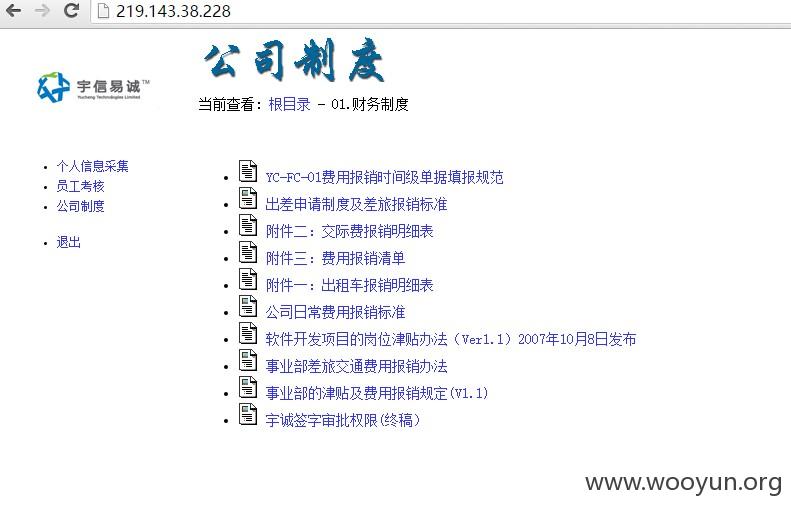 219.143.38.228
公司制度
宇信易诚™
Yucheng Technologies Limited
当前查看：根目录 - 01.财务制度
个人信息采集
员工考核
公司制度
退出
YC-FC-01费用报销时间级单据填报规范
出差申请制度及差旅报销标准
附件二：交际费报销明细表
附件三：费用报销清单
附件一：出租车报销明细表
公司日常费用报销标准
软件开发项目的岗位津贴办法（Ver1.1）2007年10月8日发布
事业部差旅交通费用报销办法
事业部的津贴及费用报销规定(V1.1)
宇诚签字审批权限(终稿)
www.wooyun.org